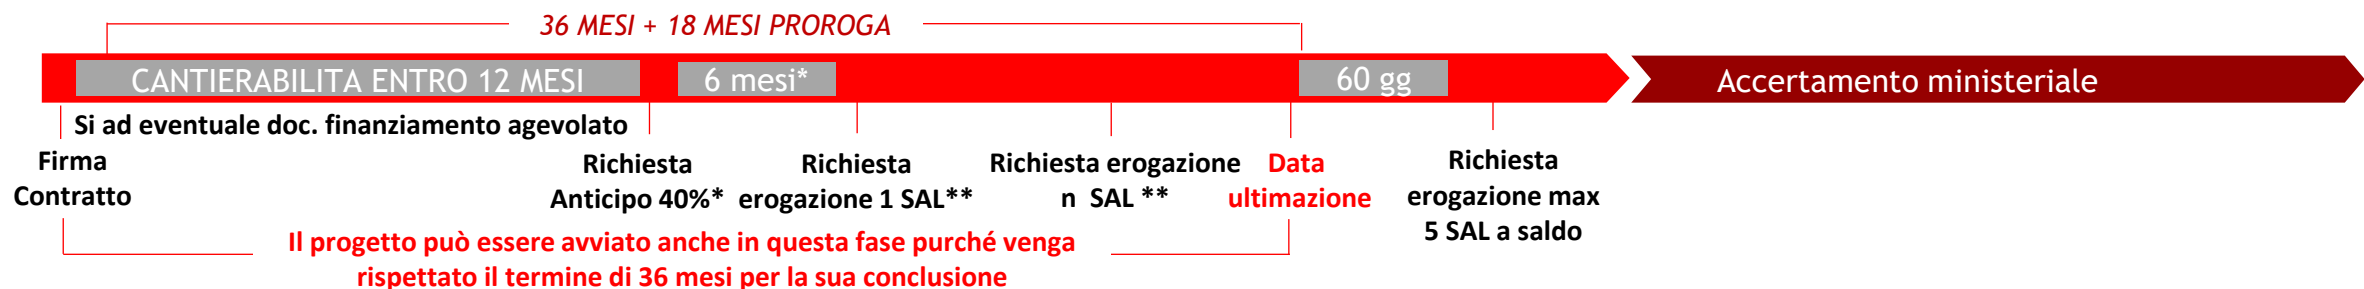 36 MESI + 18 MESI PROROGA
CANTIERABILITA ENTRO 12 MESI
6 mesi*
60 gg
Accertamento ministeriale
Si ad eventuale doc. finanziamento agevolato
Firma
Contratto
Richiesta
Anticipo 40%*
Richiesta
erogazione 1 SAL**
Richiesta erogazione
n SAL **
Data
ultimazione
Richiesta
erogazione max
5 SAL a saldo
Il progetto può essere avviato anche in questa fase purché venga
rispettato il termine di 36 mesi per la sua conclusione